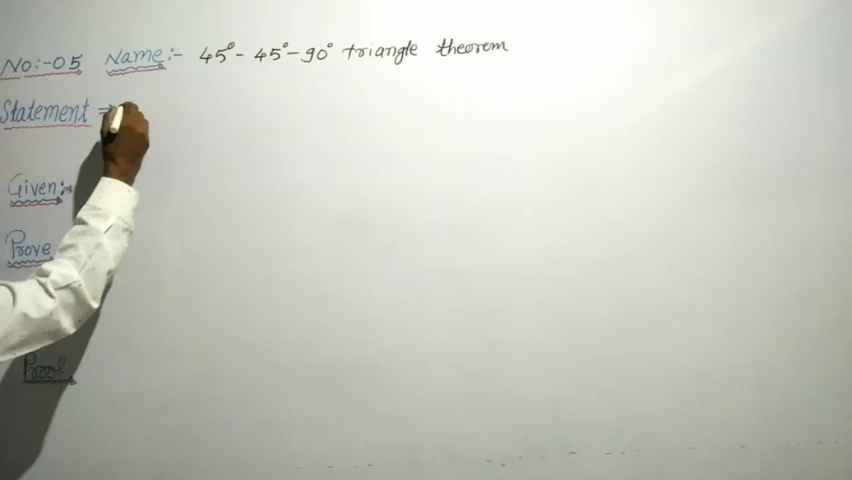 No:-05 Name:- 45°- 45°-90° triangle theorem
Statement ⇒
Given:⇒
Prove
Proof